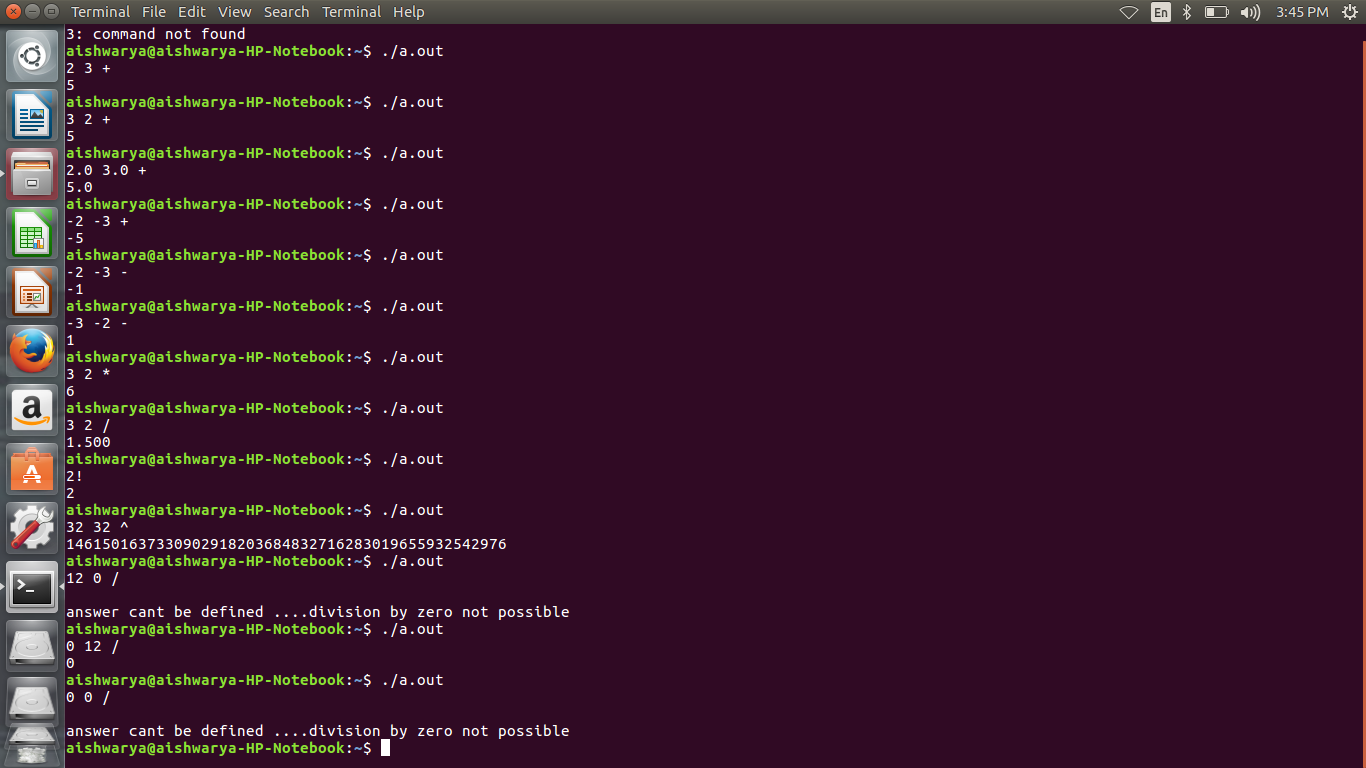 Terminal File Edit View Search Terminal Help En 3:45 PM
3: command not found
aishwarya@aishwarya-HP-Notebook:~$ ./a.out
2 3 +
5
aishwarya@aishwarya-HP-Notebook:~$ ./a.out
3 2 +
5
aishwarya@aishwarya-HP-Notebook:~$ ./a.out
2.0 3.0 +
5.0
aishwarya@aishwarya-HP-Notebook:~$ ./a.out
-2 -3 +
-5
aishwarya@aishwarya-HP-Notebook:~$ ./a.out
-2 -3 -
-1
aishwarya@aishwarya-HP-Notebook:~$ ./a.out
-3 -2 -
1
aishwarya@aishwarya-HP-Notebook:~$ ./a.out
3 2 *
6
aishwarya@aishwarya-HP-Notebook:~$ ./a.out
3 2 /
1.500
aishwarya@aishwarya-HP-Notebook:~$ ./a.out
2!
2
aishwarya@aishwarya-HP-Notebook:~$ ./a.out
32 32 ^
1461501637330902918203684832716283019655932542976
aishwarya@aishwarya-HP-Notebook:~$ ./a.out
12 0 /
answer cant be defined ....division by zero not possible
aishwarya@aishwarya-HP-Notebook:~$ ./a.out
0 12 /
0
aishwarya@aishwarya-HP-Notebook:~$ ./a.out
0 0 /
answer cant be defined ....division by zero not possible
aishwarya@aishwarya-HP-Notebook:~$